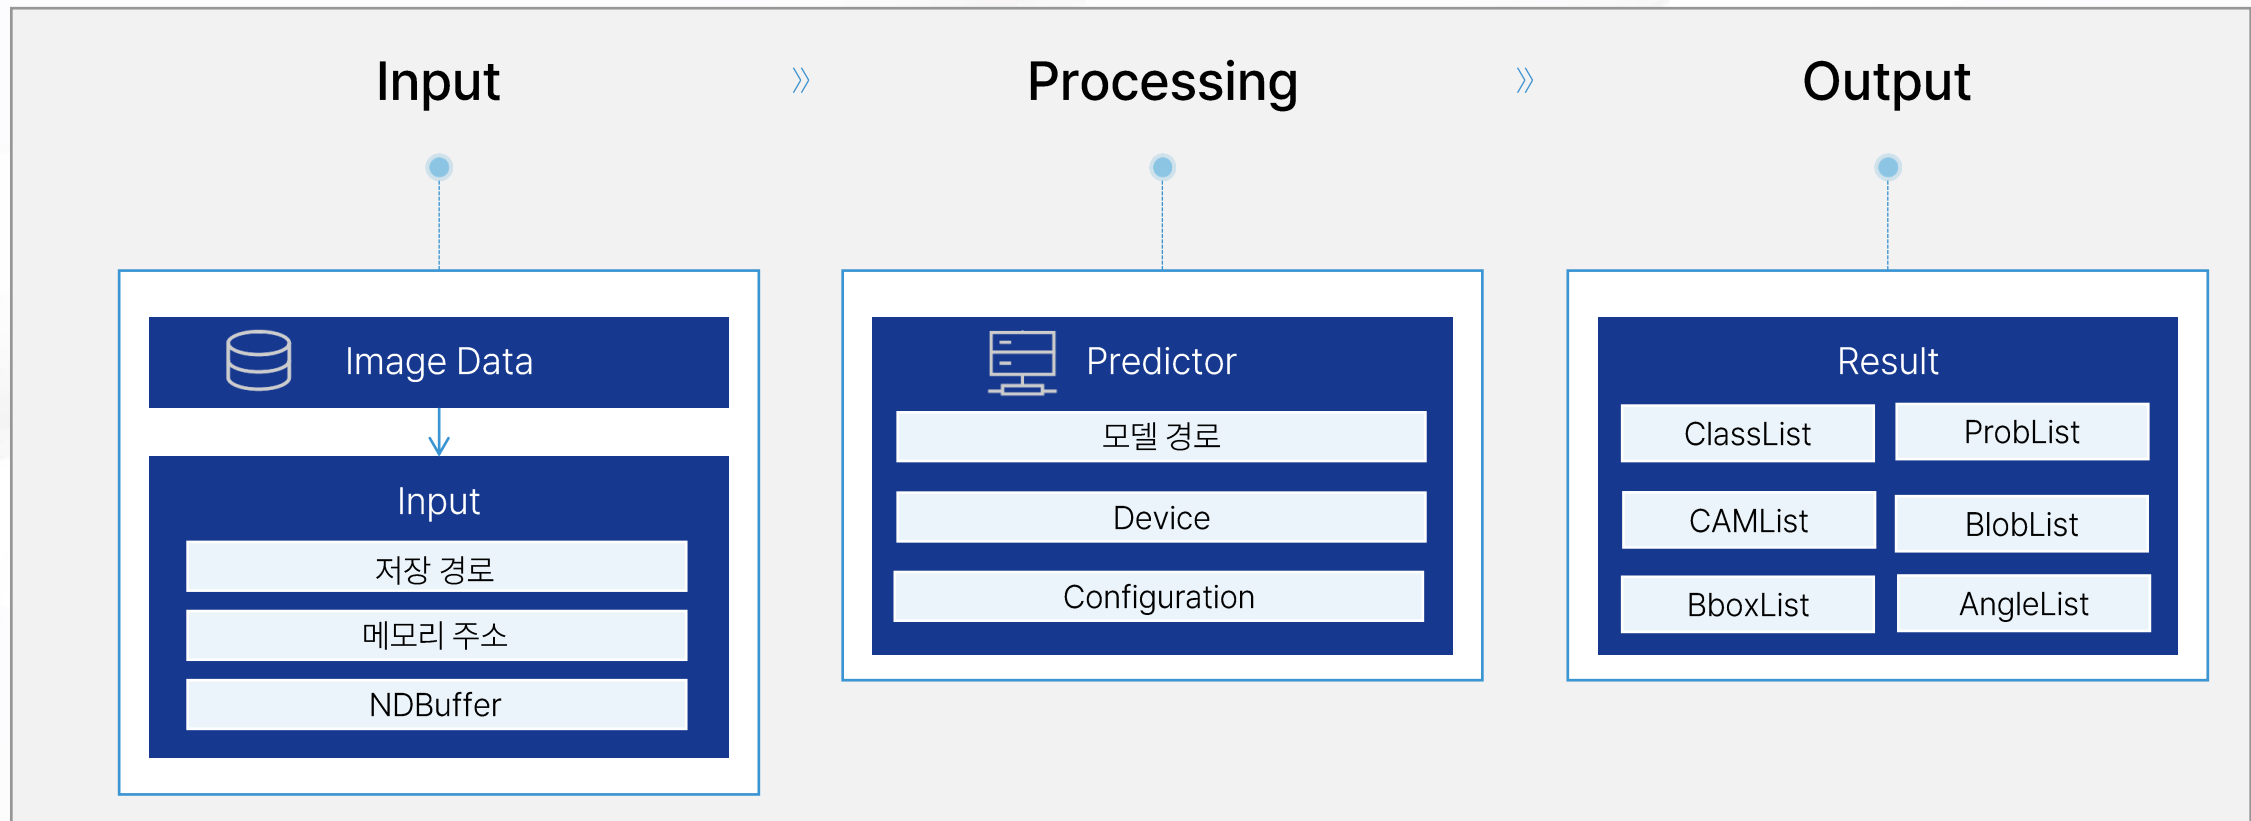 Input
Processing
Output
Image Data
Input
저장 경로
메모리 주소
NDBuffer
Predictor
모델 경로
Device
Configuration
Result
ClassList
ProbList
CAMList
BlobList
BboxList
AngleList